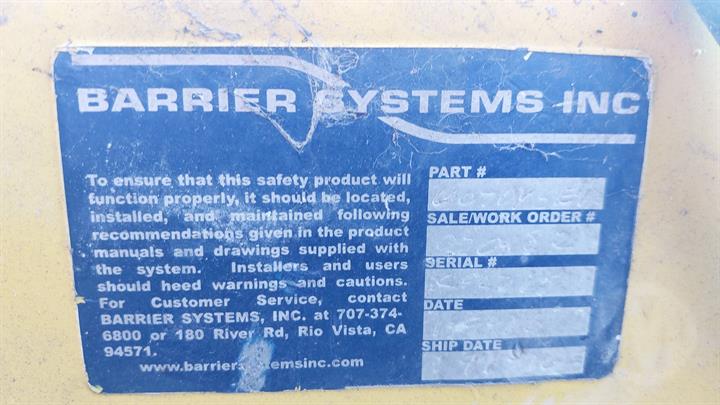 BARRIER SYSTEMS INC
To ensure that this safety product will
function properly, it should be located,
installed, and maintained following
recommendations given in the product
manuals and drawings supplied with
the system. Installers and users
should heed warnings and cautions.
For Customer Service, contact
BARRIER SYSTEMS, INC. at 707-374-
6800 or 180 River Rd, Rio Vista, CA
94571.
www.barriersystemsinc.com
PART #
SALE/WORK ORDER #
SERIAL #
DATE
SHIP DATE